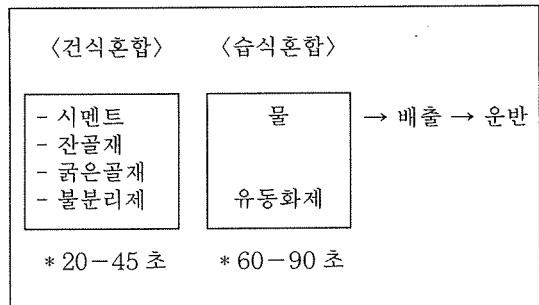 〈건식혼합〉 〈습식혼합〉
- 시멘트
- 잔골재
- 굵은골재
- 불분리제
물
유동화제
→ 배출 → 운반
* 20-45 초 * 60-90 초